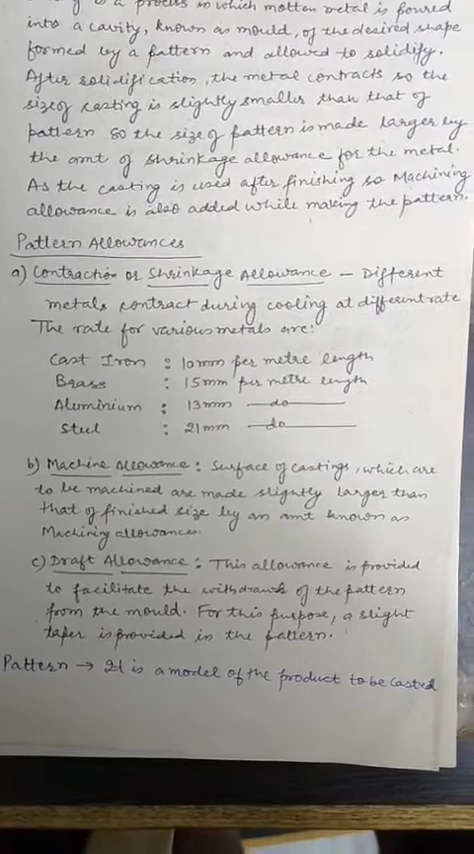 is a process in which molten metal is poured
into a cavity, known as mould, of the desired shape
formed by a pattern and allowed to solidify.
After solidification, the metal contracts so the
size of casting is slightly smaller than that of
pattern so the size of pattern is made larger by
the amt of shrinkage allowance for the metal.
As the casting is used after finishing so Machining
allowance is also added while making the pattern.
Pattern Allowances
a) Contraction or Shrinkage Allowance – Different
metals contract during cooling at different rate
The rate for various metals are:
Cast Iron : 10mm per metre length
Brass : 15mm per metre length
Aluminium : 13mm —do—
Steel : 21mm —do—
b) Machine Allowance : Surface of castings, which are
to be machined are made slightly larger than
that of finished size by an amt known as
Machining allowances.
c) Draft Allowance : This allowance is provided
to facilitate the of the pattern
from the mould. For this purpose, a slight
taper is provided in the pattern.
Pattern → It is a model of the product to be casted